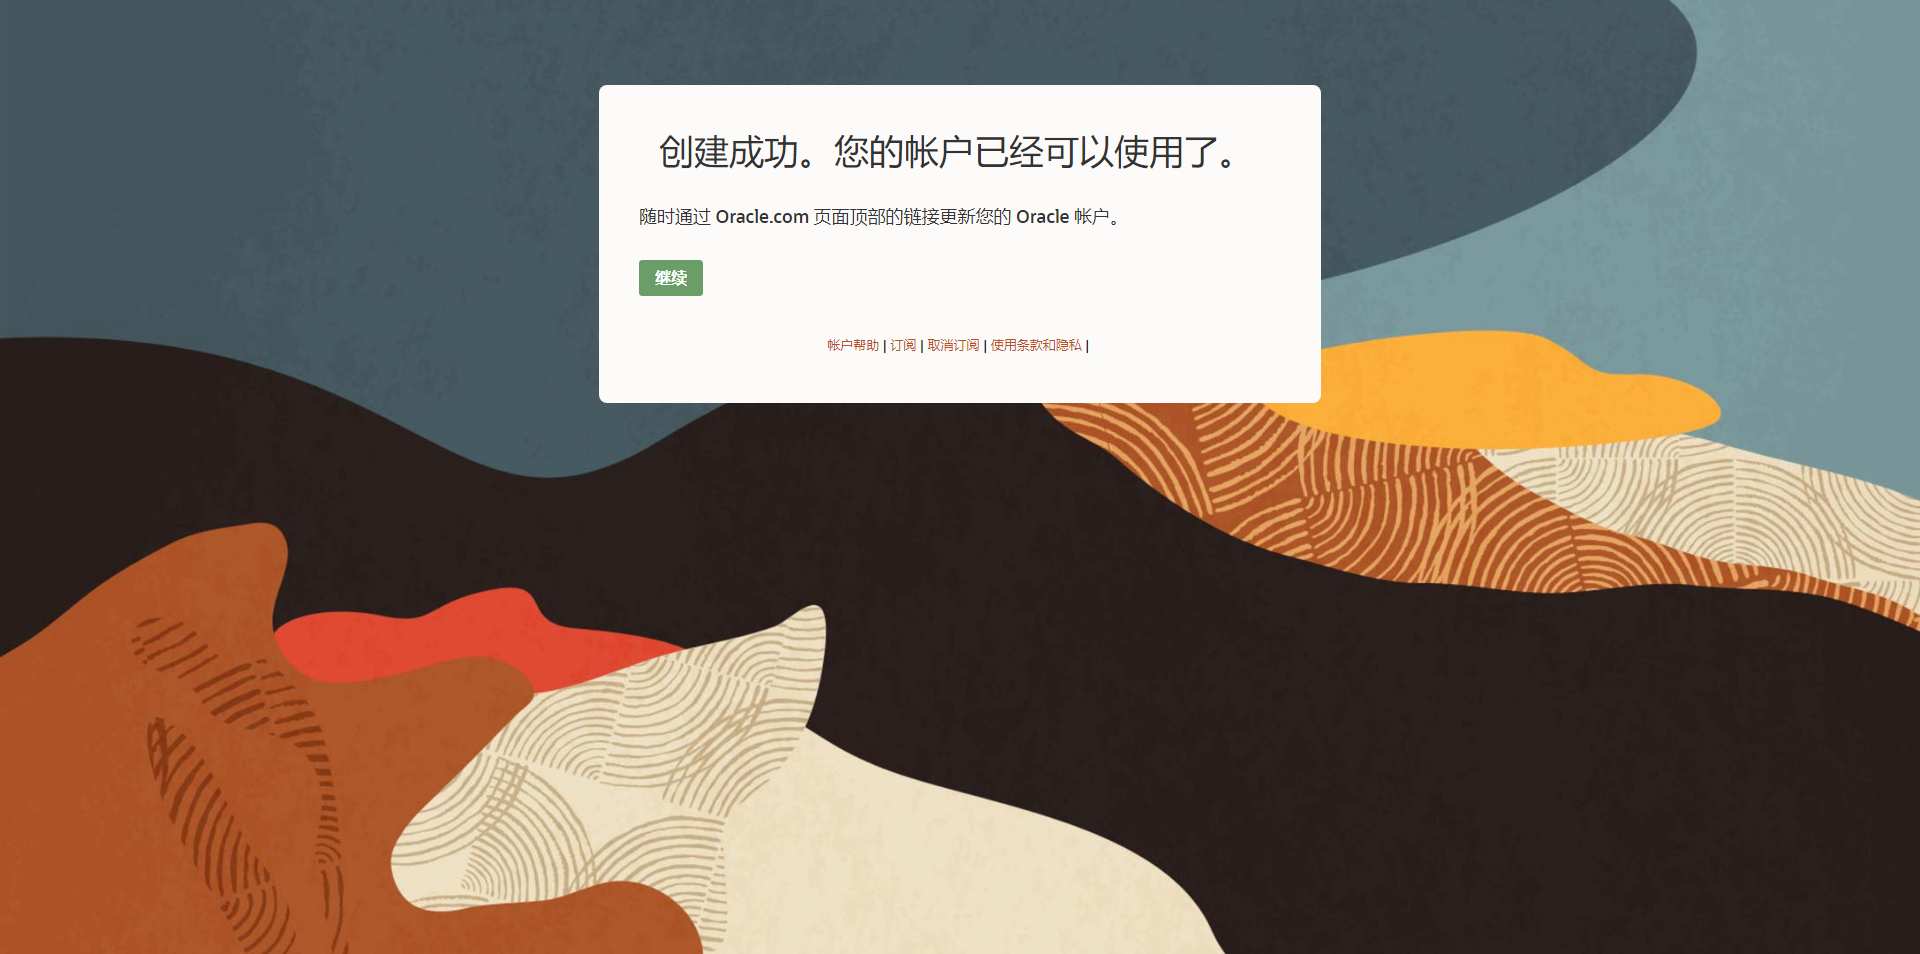 创建成功。您的帐户已经可以使用了。
随时通过 Oracle.com 页面顶部的链接更新您的 Oracle 帐户。
继续
帐户帮助 | 订阅 | 取消订阅 | 使用条款和隐私 |